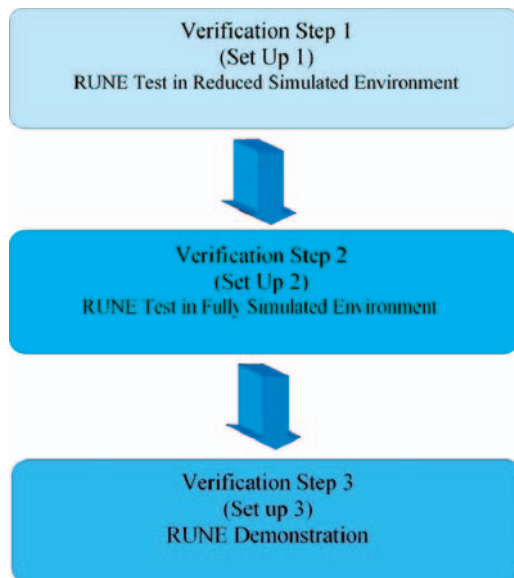 Verification Step 1
(Set Up 1)
RUNE Test in Reduced Simulated Environment
Verification Step 2
(Set Up 2)
RUNE Test in Fully Simulated Environment
Verification Step 3
(Set up 3)
RUNE Demonstration